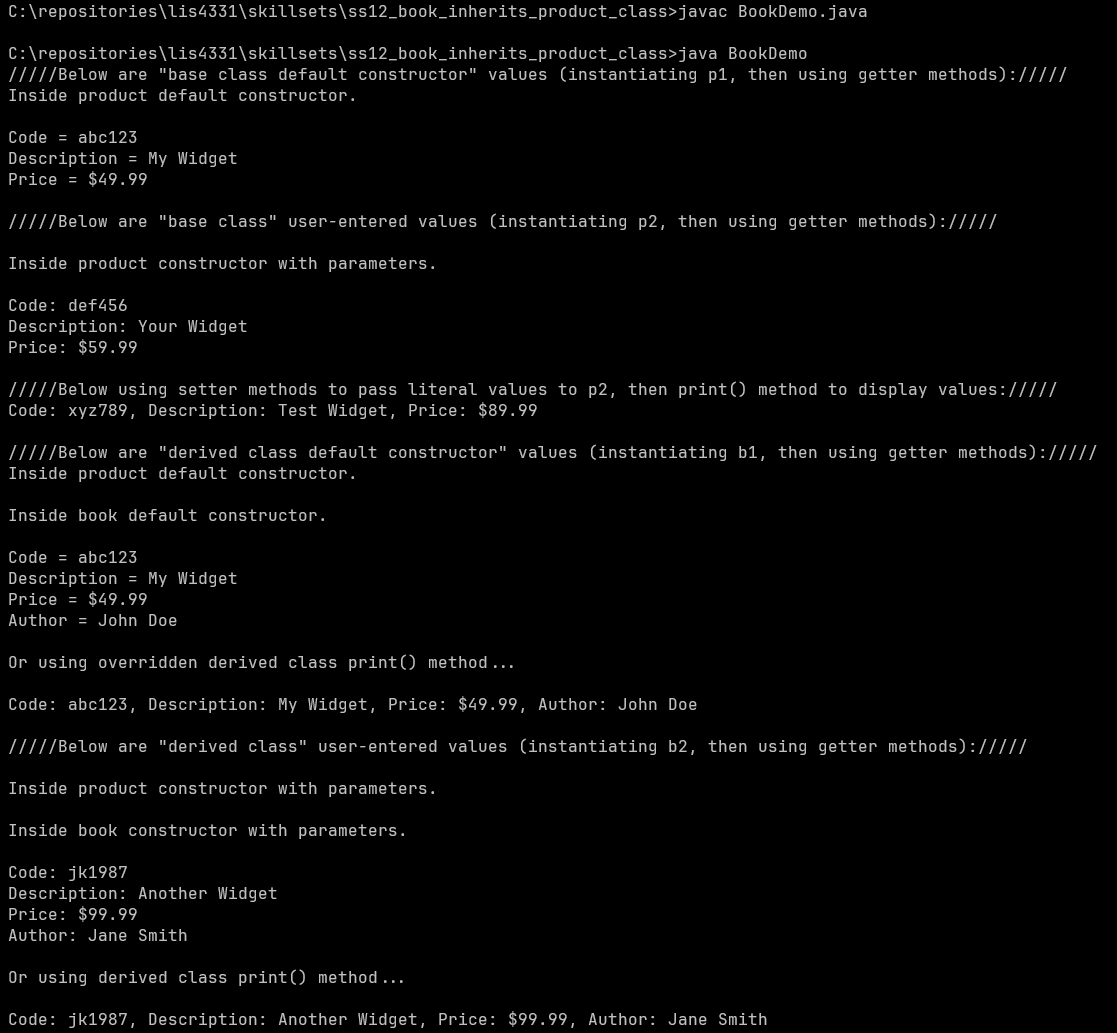 C:\repositories\lis4331\skillsets\ss12_book_inherits_product_class>javac BookDemo.java
C:\repositories\lis4331\skillsets\ss12_book_inherits_product_class>java BookDemo
/////Below are "base class default constructor" values (instantiating p1, then using getter methods)://///
Inside product default constructor.
Code = abc123
Description = My Widget
Price = $49.99
/////Below are "base class" user-entered values (instantiating p2, then using getter methods)://///
Inside product constructor with parameters.
Code: def456
Description: Your Widget
Price: $59.99
/////Below using setter methods to pass literal values to p2, then print() method to display values://///
Code: xyz789, Description: Test Widget, Price: $89.99
/////Below are "derived class default constructor" values (instantiating b1, then using getter methods)://///
Inside product default constructor.
Inside book default constructor.
Code = abc123
Description = My Widget
Price = $49.99
Author = John Doe
Or using overridden derived class print() method...
Code: abc123, Description: My Widget, Price: $49.99, Author: John Doe
/////Below are "derived class" user-entered values (instantiating b2, then using getter methods)://///
Inside product constructor with parameters.
Inside book constructor with parameters.
Code: jk1987
Description: Another Widget
Price: $99.99
Author: Jane Smith
Or using derived class print() method...
Code: jk1987, Description: Another Widget, Price: $99.99, Author: Jane Smith